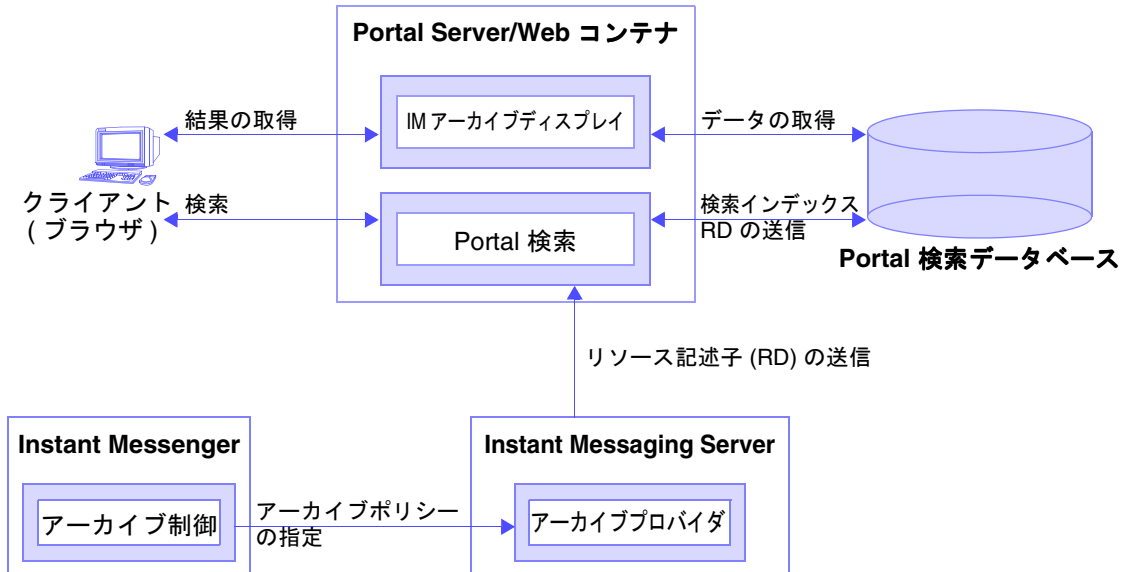 Portal Server/Web コンテナ
結果の取得
IM アーカイブディスプレイ
データの取得
クライアント
( ブラウザ )
検索
Portal 検索
検索インデックス
RD の送信
Portal 検索データベース
リソース記述子 (RD) の送信
Instant Messenger
Instant Messaging Server
アーカイブ制御
アーカイブポリシー
の指定
アーカイブプロバイダ